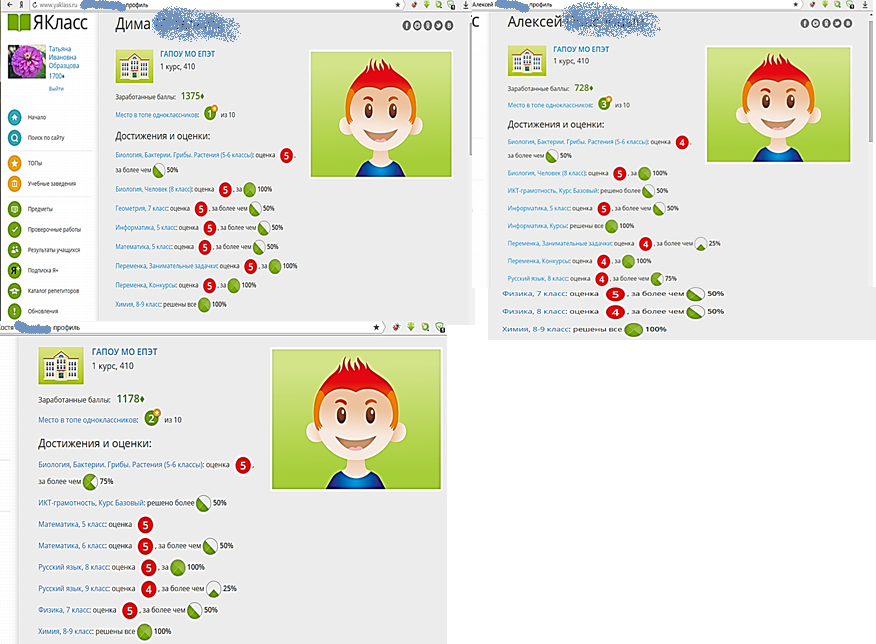 www.yaklass.ru
профиль
ЯКласс
Татьяна
Ивановна
Образцова
1700
Выйти
Начало
Поиск по сайту
ТОПы
Учебные заведения
Предметы
Проверочные работы
Результаты учащихся
Подписка Я+
Каталог репетиторов
Обновления
Дима
ГАПОУ МО ЕПЭТ
1 курс, 410
Заработанные баллы: 1375
Место в топе одноклассников: 1 из 10
Достижения и оценки:
Биология, Бактерии. Грибы. Растения (5-6 классы): оценка 5,
за более чем 50%
Биология, Человек (8 класс): оценка 5, за 100%
Геометрия, 7 класс: оценка 5, за более чем 50%
Информатика, 5 класс: оценка 5, за более чем 50%
Математика, 5 класс: оценка 5, за более чем 50%
Переменка, Занимательные задачки: оценка 5, за 100%
Переменка, Конкурсы: оценка 5, за 100%
Химия, 8-9 класс: решены все 100%
Алексей профиль
Алексей
ГАПОУ МО ЕПЭТ
1 курс, 410
Заработанные баллы: 728
Место в топе одноклассников: 3 из 10
Достижения и оценки:
Биология, Бактерии. Грибы. Растения (5-6 классы): оценка 4,
за более чем 50%
Биология, Человек (8 класс): оценка 5, за 100%
ИКТ-грамотность, Курс Базовый: решено более 50%
Информатика, 5 класс: оценка 5, за более чем 50%
Информатика, Курсы: решены все 100%
Переменка, Занимательные задачки: оценка 4, за более чем 25%
Переменка, Конкурсы: оценка 4, за 100%
Русский язык, 8 класс: оценка 4, за более чем 75%
Физика, 7 класс: оценка 5, за более чем 50%
Физика, 8 класс: оценка 4, за более чем 50%
Химия, 8-9 класс: решены все 100%
Костя профиль
ГАПОУ МО ЕПЭТ
1 курс, 410
Заработанные баллы: 1178
Место в топе одноклассников: 2 из 10
Достижения и оценки:
Биология, Бактерии. Грибы. Растения (5-6 классы): оценка 5,
за более чем 75%
ИКТ-грамотность, Курс Базовый: решено более 50%
Математика, 5 класс: оценка 5
Математика, 6 класс: оценка 5, за более чем 50%
Русский язык, 8 класс: оценка 5, за 100%
Русский язык, 9 класс: оценка 4, за более чем 25%
Физика, 7 класс: оценка 5, за более чем 50%
Химия, 8-9 класс: решены все 100%